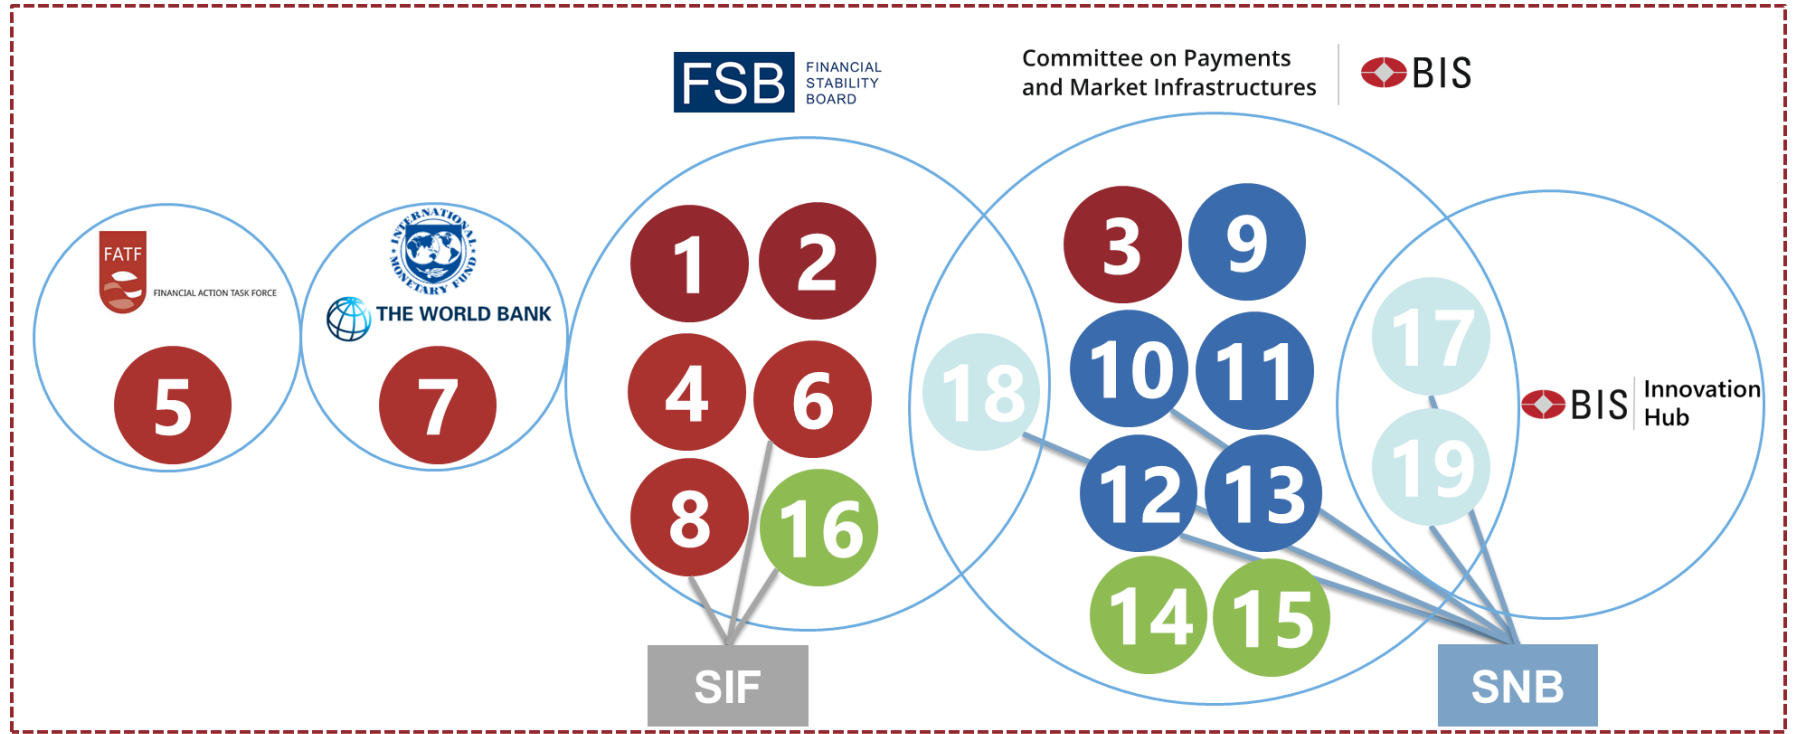 FSB
FINANCIAL
STABILITY
BOARD
Committee on Payments
and Market Infrastructures
BIS
FATF
FINANCIAL ACTION TASK FORCE
INTERNATIONAL
MONETARY FUND
THE WORLD BANK
5
7
1 2
4 6
8 16
18
3 9
10 11
12 13
14 15
17
19
BIS
Innovation
Hub
SIF
SNB